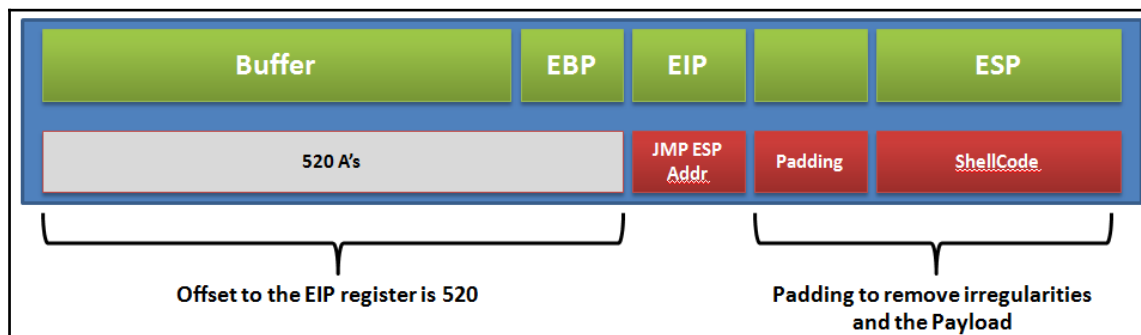 Buffer
EBP
EIP
ESP
520 A's
JMP ESP
Addr
Padding
ShellCode
Offset to the EIP register is 520
Padding to remove irregularities
and the Payload